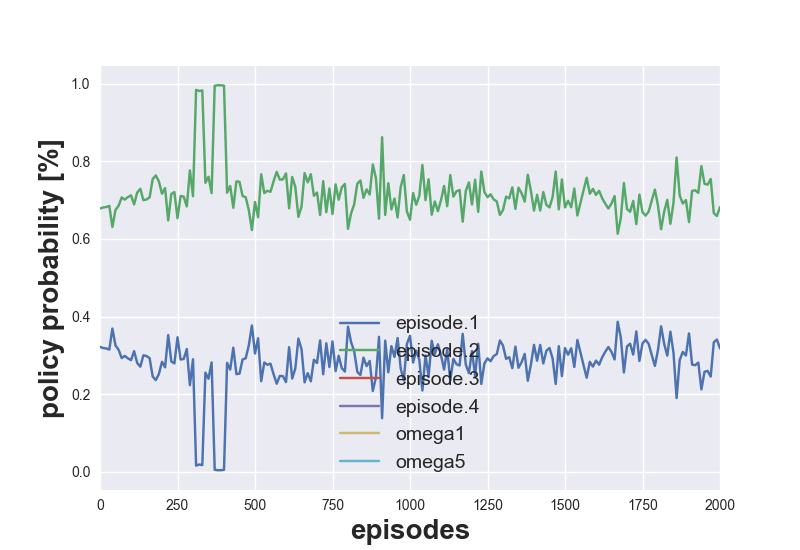 policy probability [%]
1.0
0.8
0.6
0.4
0.2
0.0
episode.1
episode.2
episode.3
episode.4
omega1
omega5
0
250
500
750
1000
1250
1500
1750
2000
episodes